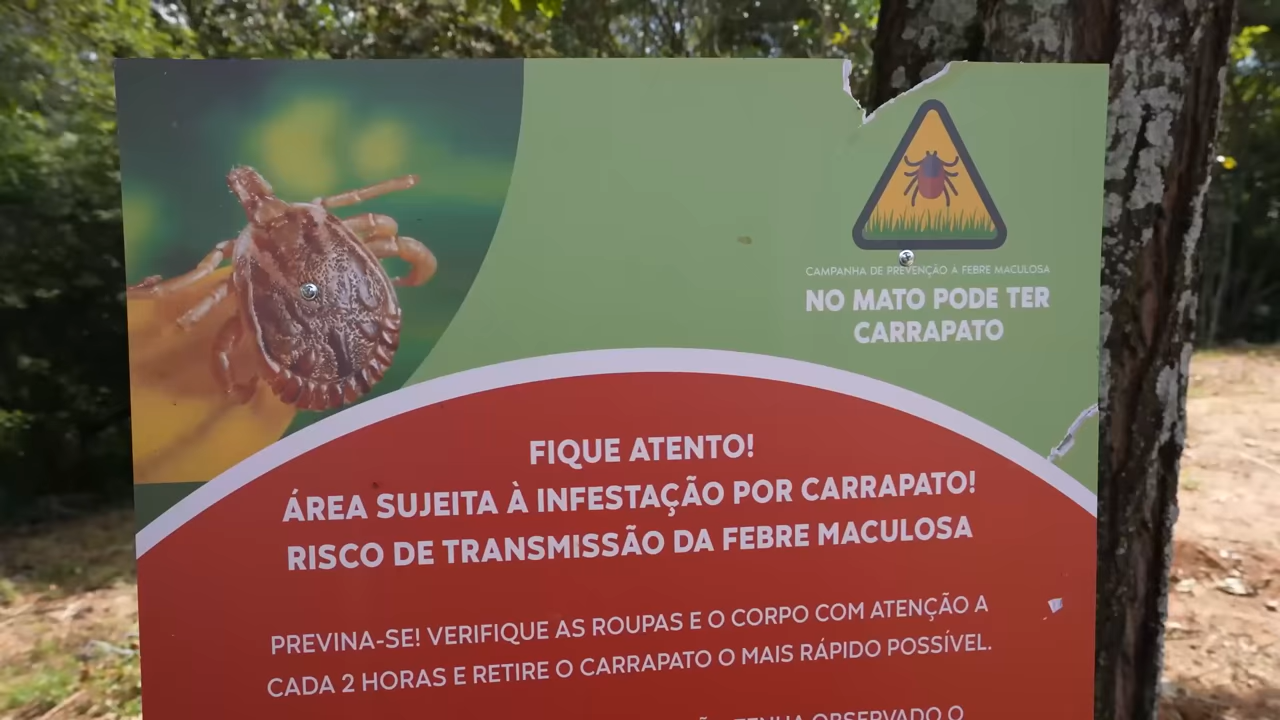 CAMPANHA DE PREVENÇÃO À FEBRE MACULOSA
NO MATO PODE TER
CARRAPATO
FIQUE ATENTO!
ÁREA SUJEITA À INFESTAÇÃO POR CARRAPATO!
RISCO DE TRANSMISSÃO DA FEBRE MACULOSA
PREVINA-SE! VERIFIQUE AS ROUPAS E O CORPO COM ATENÇÃO A
CADA 2 HORAS E RETIRE O CARRAPATO O MAIS RÁPIDO POSSÍVEL.
TENHA OBSERVADO O